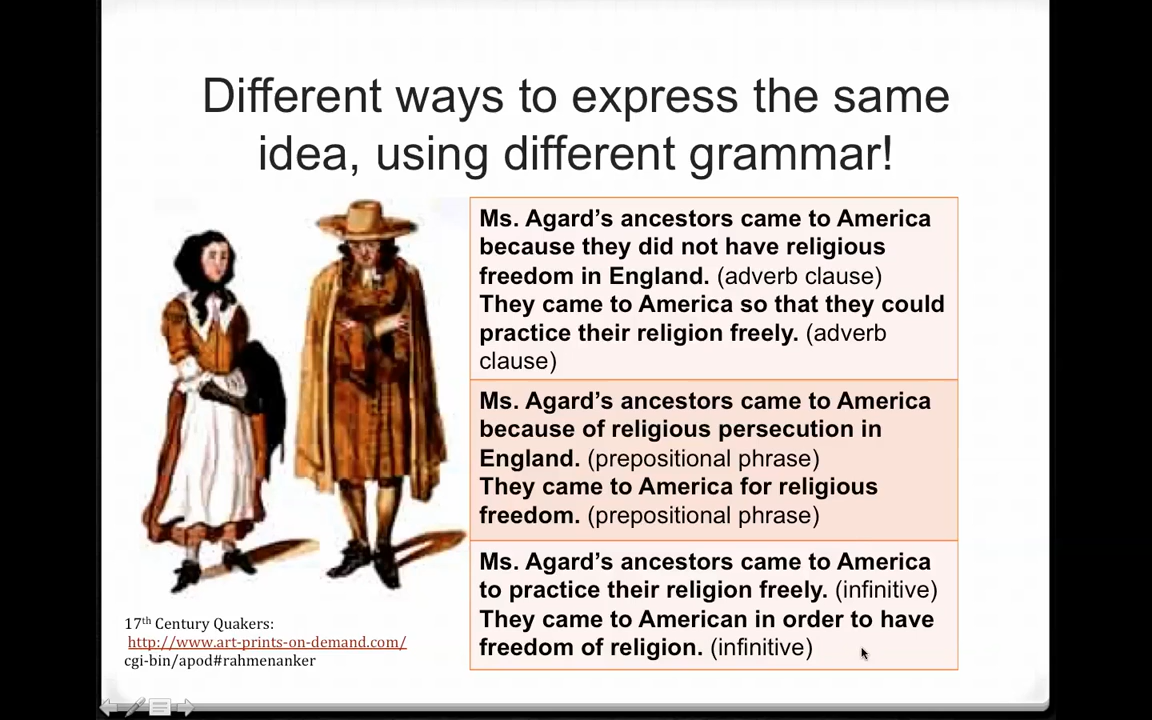 Different ways to express the same
idea, using different grammar!
Ms. Agard’s ancestors came to America
because they did not have religious
freedom in England. (adverb clause)
They came to America so that they could
practice their religion freely. (adverb
clause)
Ms. Agard’s ancestors came to America
because of religious persecution in
England. (prepositional phrase)
They came to America for religious
freedom. (prepositional phrase)
Ms. Agard’s ancestors came to America
to practice their religion freely. (infinitive)
They came to American in order to have
freedom of religion. (infinitive)
17th Century Quakers:
http://www.art-prints-on-demand.com/
cgi-bin/apod#rahmenanker